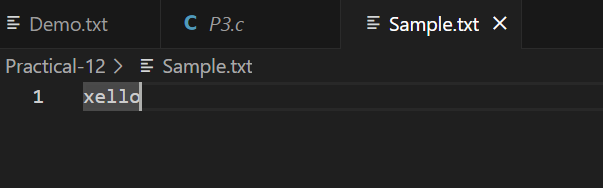 Demo.txt P3.c Sample.txt
Practical-12 Sample.txt
1 xello